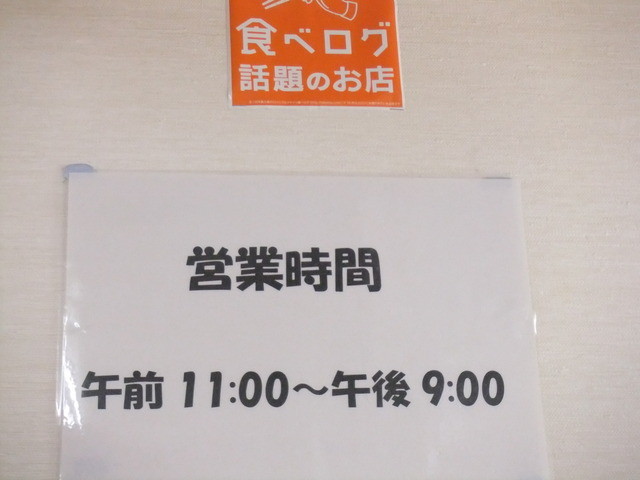 食べログ
話題のお店
営業時間
午前 11:00～午後 9:00